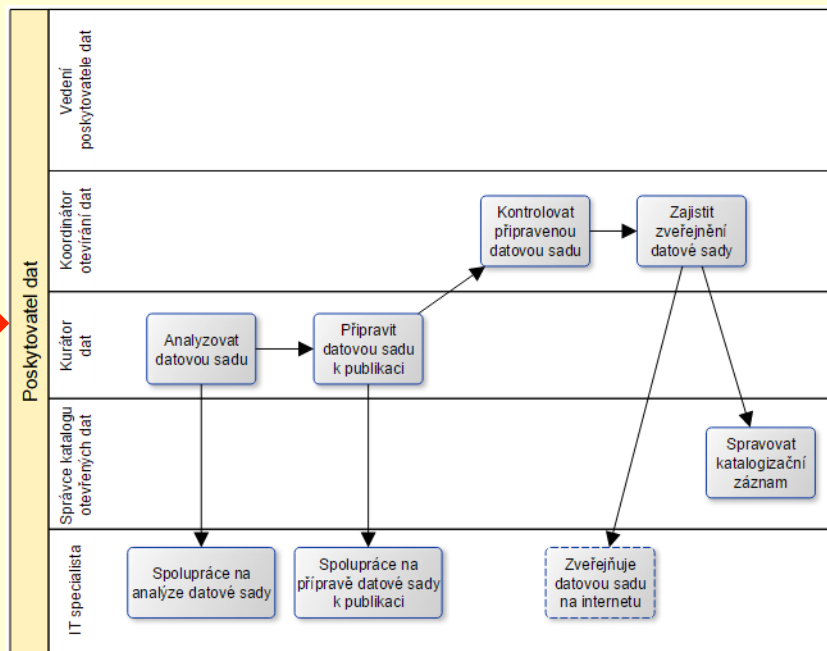 Poskytovatel dat
Vedení
poskytovatele dat
Koordinátor
otevírání dat
Kontrolovat
připravenou
datovou sadu
Zajistit
zveřejnění
datové sady
Kurátor
dat
Analyzovat
datovou sadu
Připravit
datovou sadu
k publikaci
Správce katalogu
otevřených dat
Spravovat
katalogizační
záznam
IT specialista
Spolupráce na
analýze datové sady
Spolupráce na
přípravě datové sady
k publikaci
Zveřejňuje
datovou sadu
na internetu